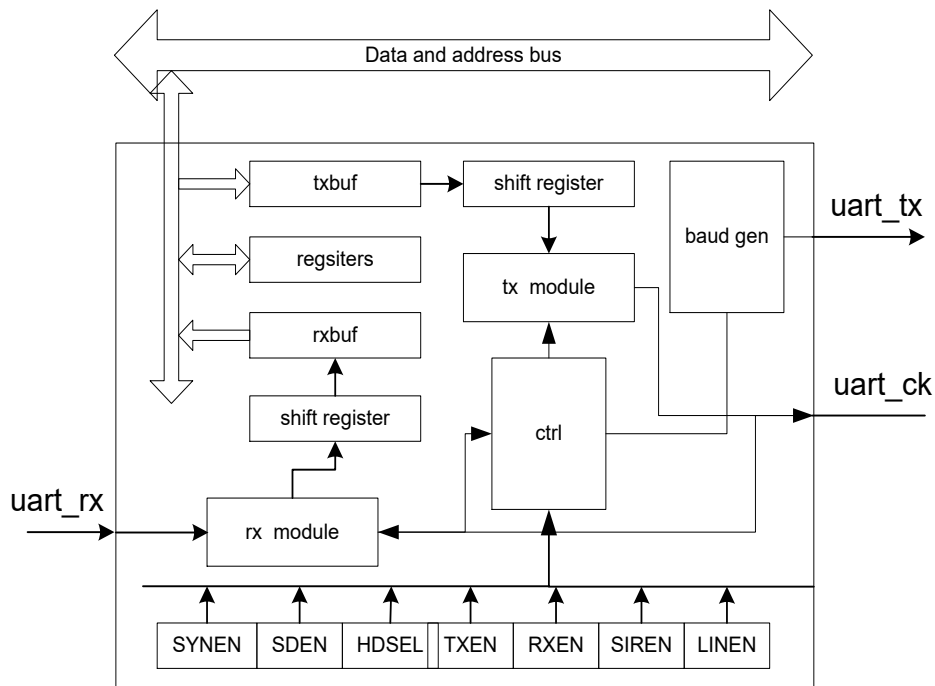 Data and address bus
txbuf
shift register
baud gen
uart_tx
regsiters
tx module
rxbuf
uart_ck
shift register
ctrl
uart_rx
rx module
SYNEN SDEN HDSEL TXEN RXEN SIREN LINEN